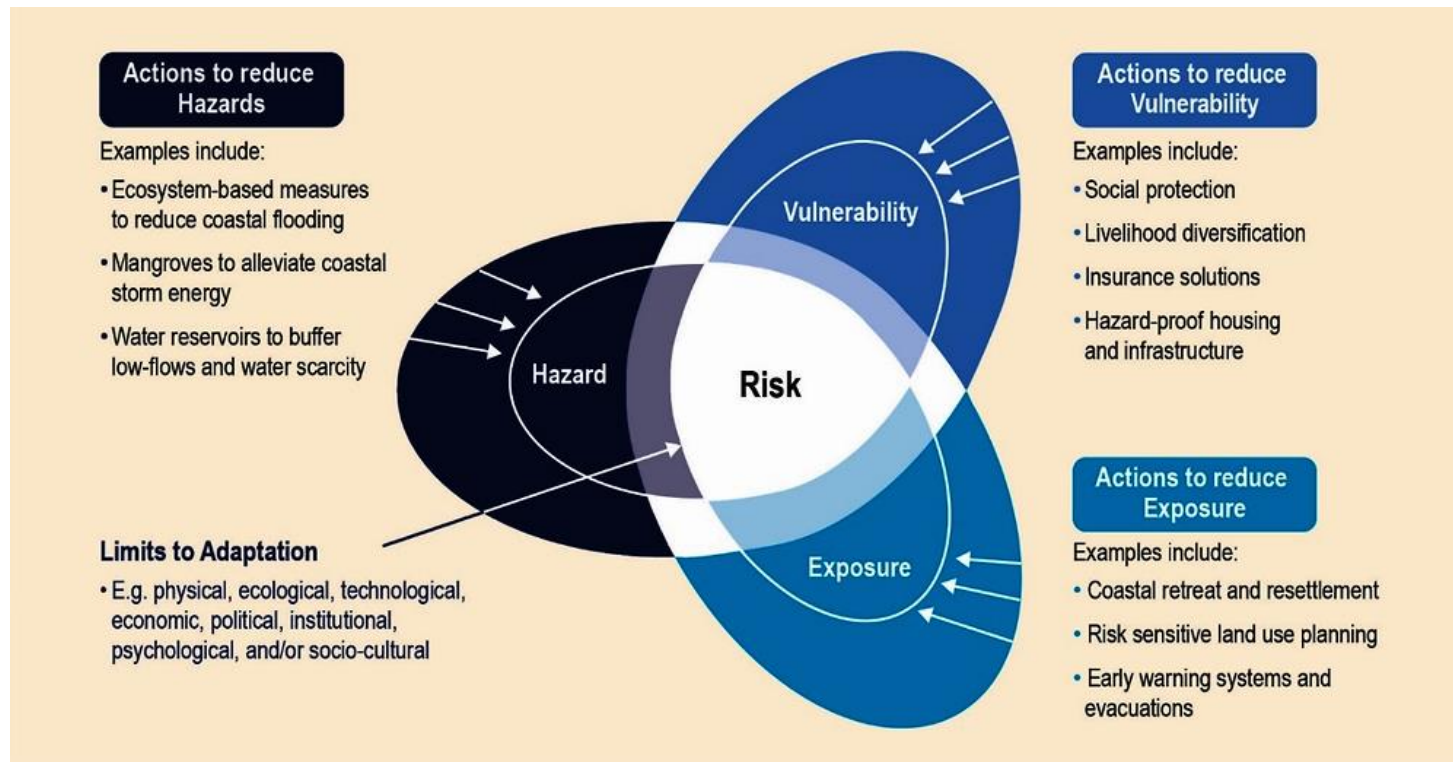 Actions to reduce
Hazards
Examples include:
• Ecosystem-based measures
to reduce coastal flooding
• Mangroves to alleviate coastal
storm energy
• Water reservoirs to buffer
low-flows and water scarcity
Limits to Adaptation
• E.g. physical, ecological, technological,
economic, political, institutional,
psychological, and/or socio-cultural
Vulnerability
Hazard
Risk
Exposure
Actions to reduce
Vulnerability
Examples include:
• Social protection
• Livelihood diversification
• Insurance solutions
• Hazard-proof housing
and infrastructure
Actions to reduce
Exposure
Examples include:
• Coastal retreat and resettlement
• Risk sensitive land use planning
• Early warning systems and
evacuations